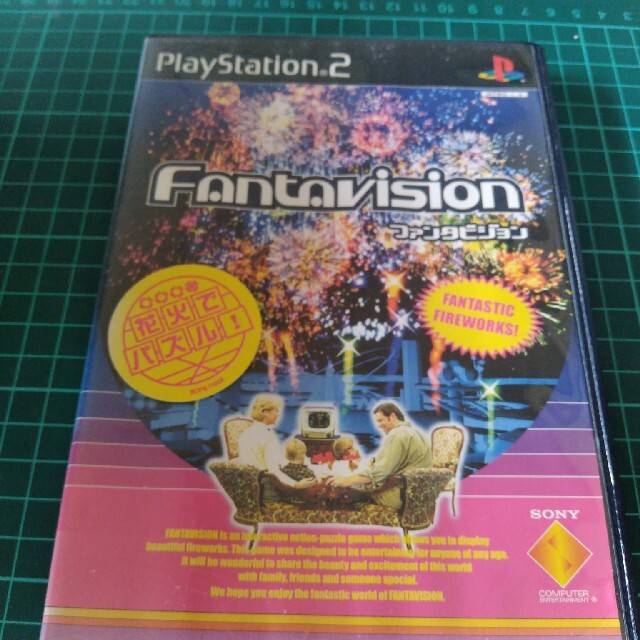 PlayStation.2
Fantavision
ファンタビジョン
花火で
パズル!
FANTASTIC
FIREWORKS!
FANTAVISION is an interactive action-puzzle game which allows you to display
beautiful fireworks. This game was designed to be entertaining for anyone of any age.
It will be wonderful to share the beauty and excitement of this world
with family, friends and someone special.
We hope you enjoy the fantastic world of FANTAVISION.
SONY
COMPUTER
ENTERTAINMENT